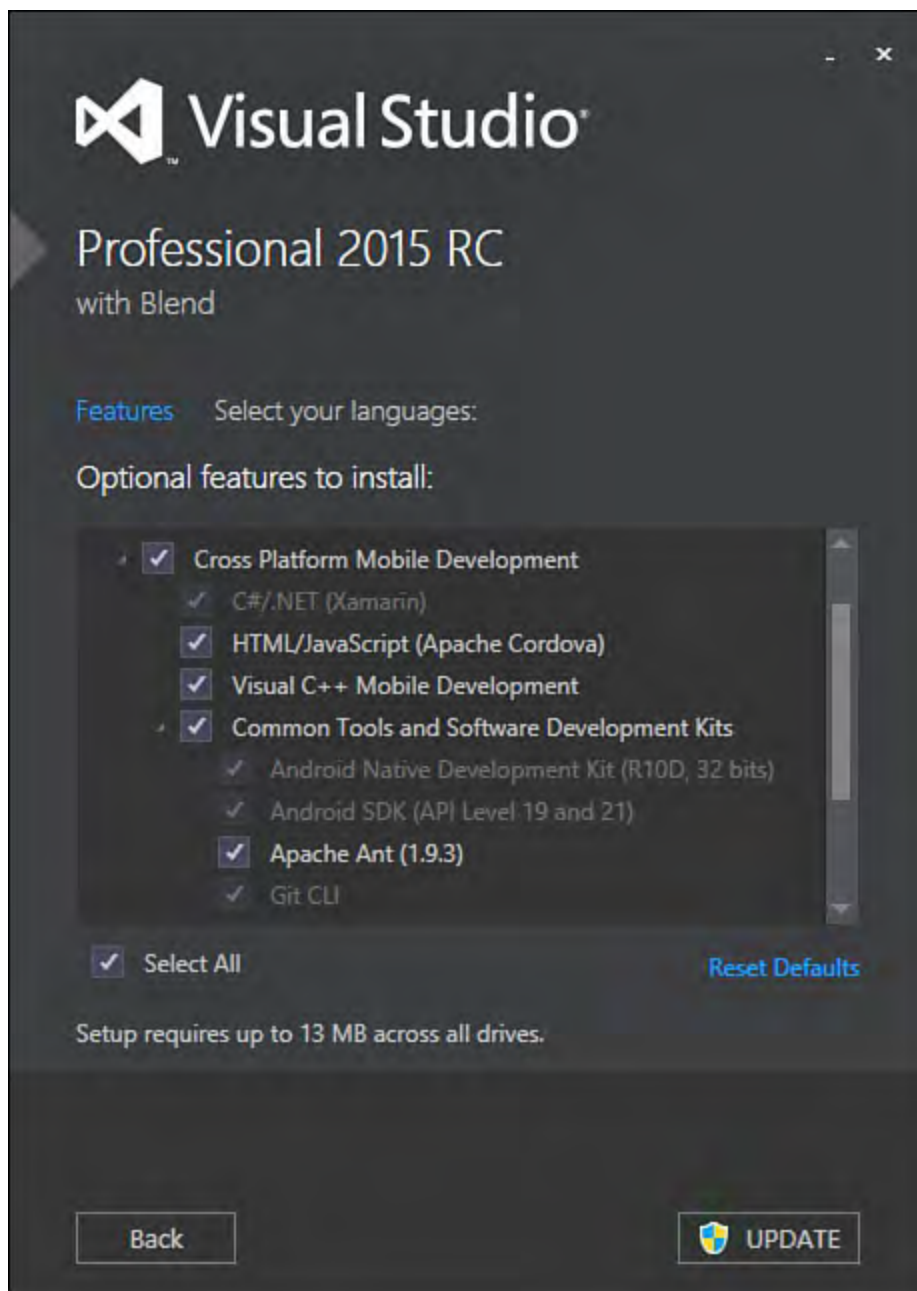 Visual Studio®
™
Professional 2015 RC
with Blend
Features Select your languages:
Optional features to install:
Cross Platform Mobile Development
C#/.NET (Xamarin)
HTML/JavaScript (Apache Cordova)
Visual C++ Mobile Development
Common Tools and Software Development Kits
Android Native Development Kit (R10D, 32 bits)
Android SDK (API Level 19 and 21)
Apache Ant (1.9.3)
Git CLI
Select All Reset Defaults
Setup requires up to 13 MB across all drives.
Back UPDATE